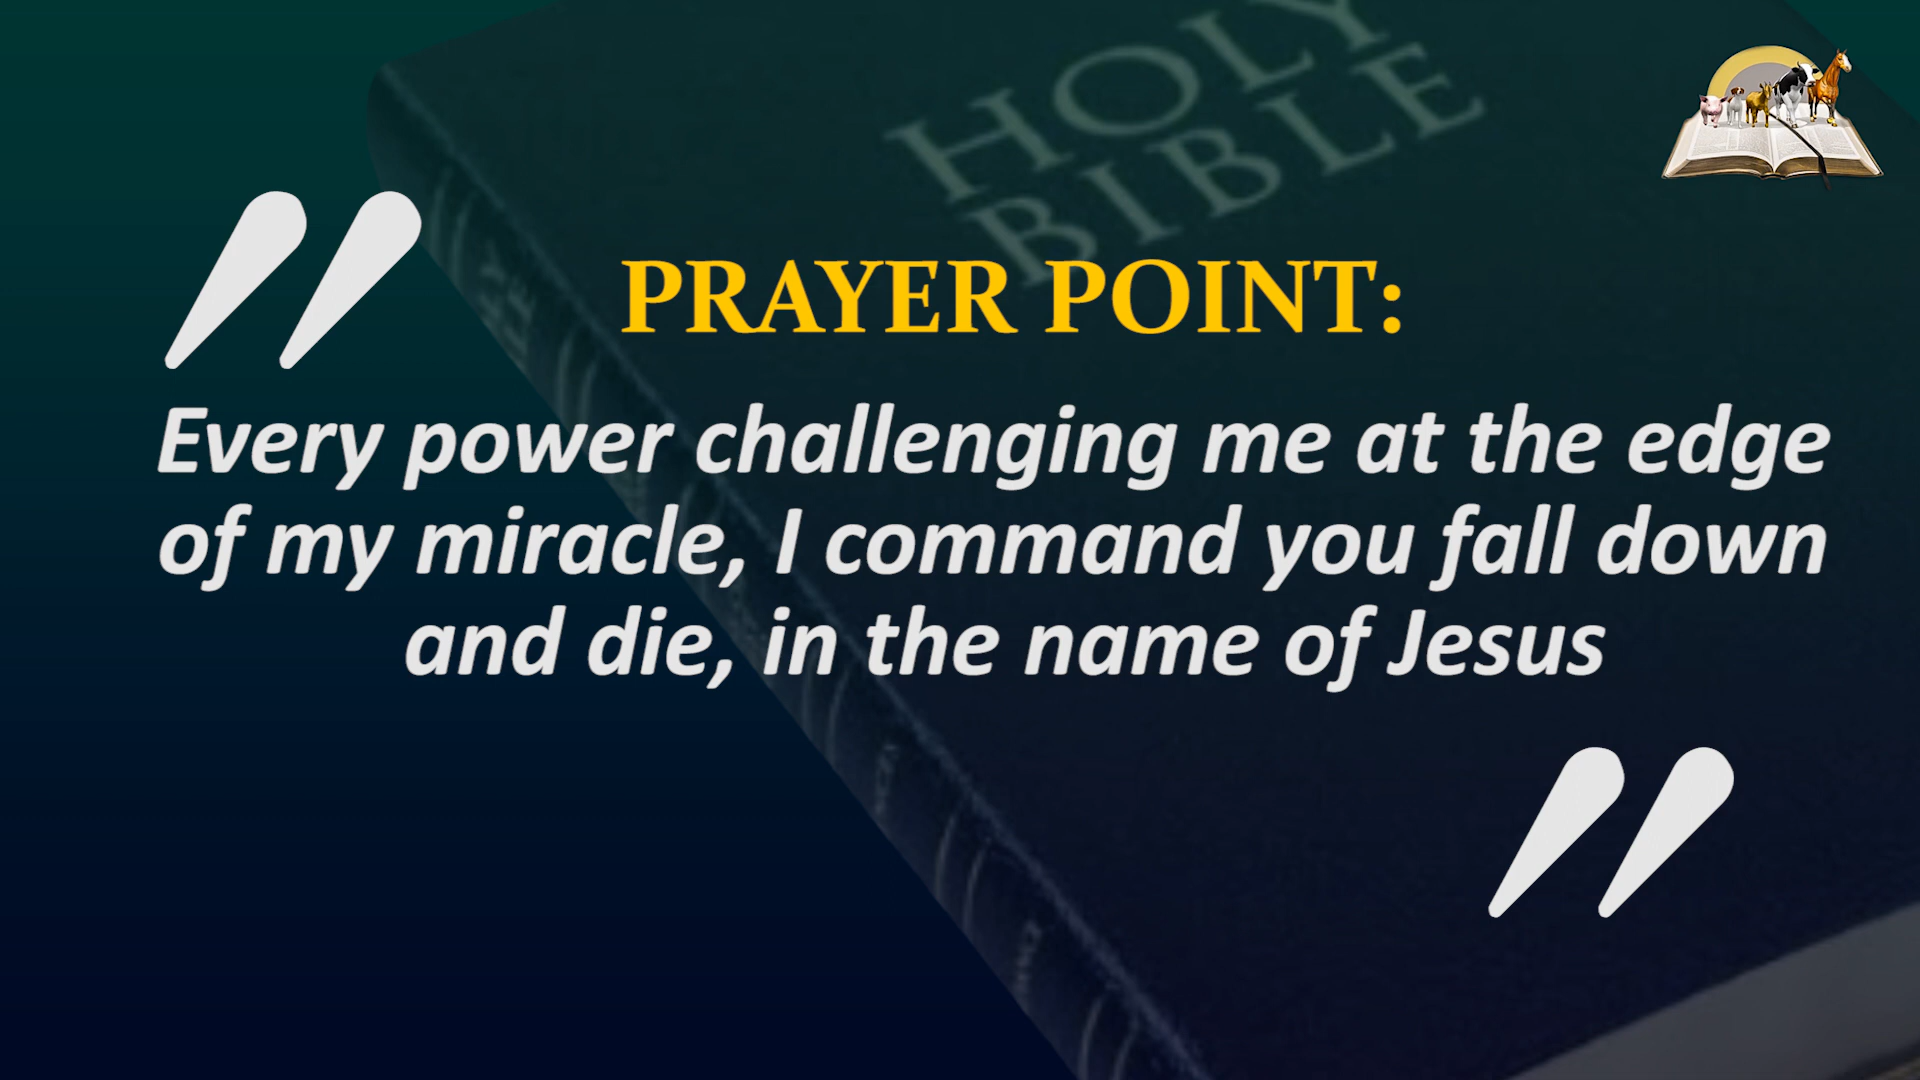 HOLY
BIBLE
PRAYER POINT:
Every power challenging me at the edge
of my miracle, I command you fall down
and die, in the name of Jesus